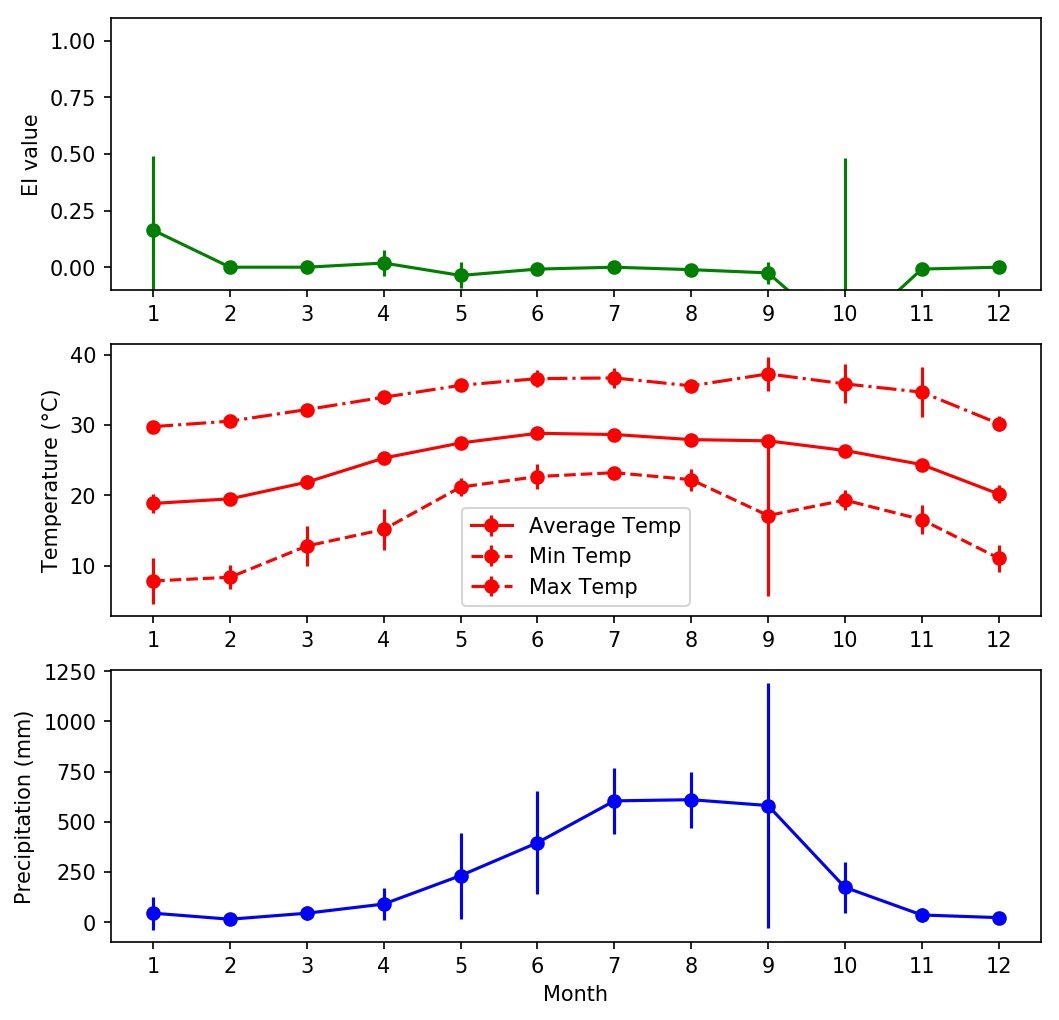 EI value
1.00
0.75
0.50
0.25
0.00
1 2 3 4 5 6 7 8 9 10 11 12
Temperature (°C)
40
30
20
10
Average Temp
Min Temp
Max Temp
1 2 3 4 5 6 7 8 9 10 11 12
Precipitation (mm)
1250
1000
750
500
250
0
1 2 3 4 5 6 7 8 9 10 11 12
Month